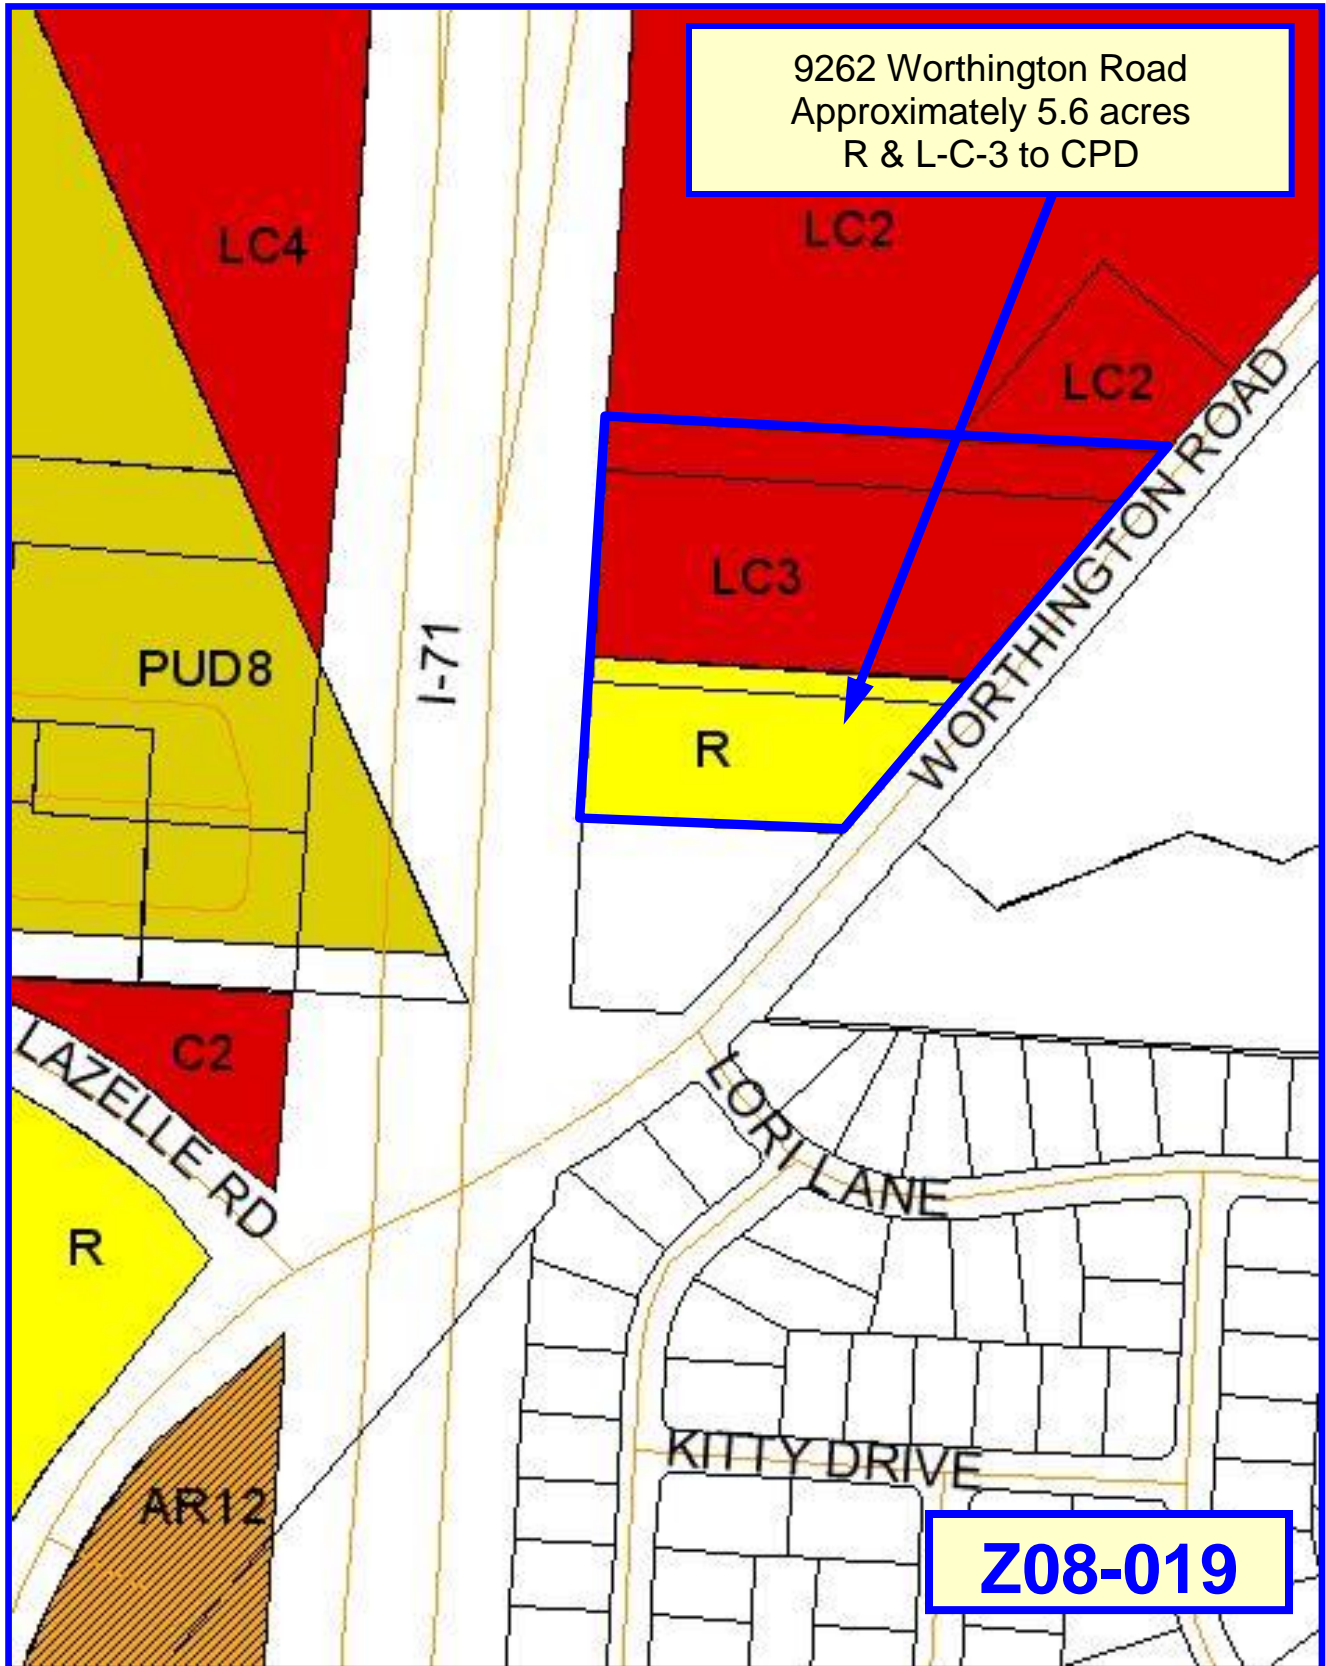 9262 Worthington Road
Approximately 5.6 acres
R & L-C-3 to CPD
LC4
LC2
LC2
WORTHINGTON ROAD
LC3
I-71
PUD8
R
C2
LAZELLE RD
LORI LANE
R
KITTY DRIVE
AR12
Z08-019